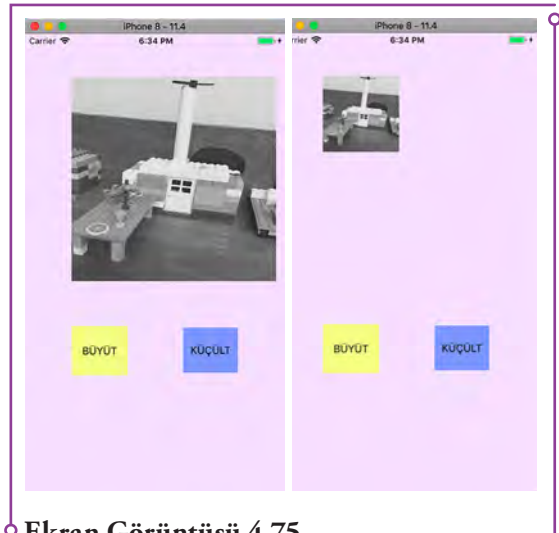 iPhone 8 - 11.4
Carrier 6:34 PM
BÜYÜT KÜÇÜLT
iPhone 8 - 11.4
rrier 6:34 PM
BÜYÜT KÜÇÜLT
Ekran Görüntüsü 4.75